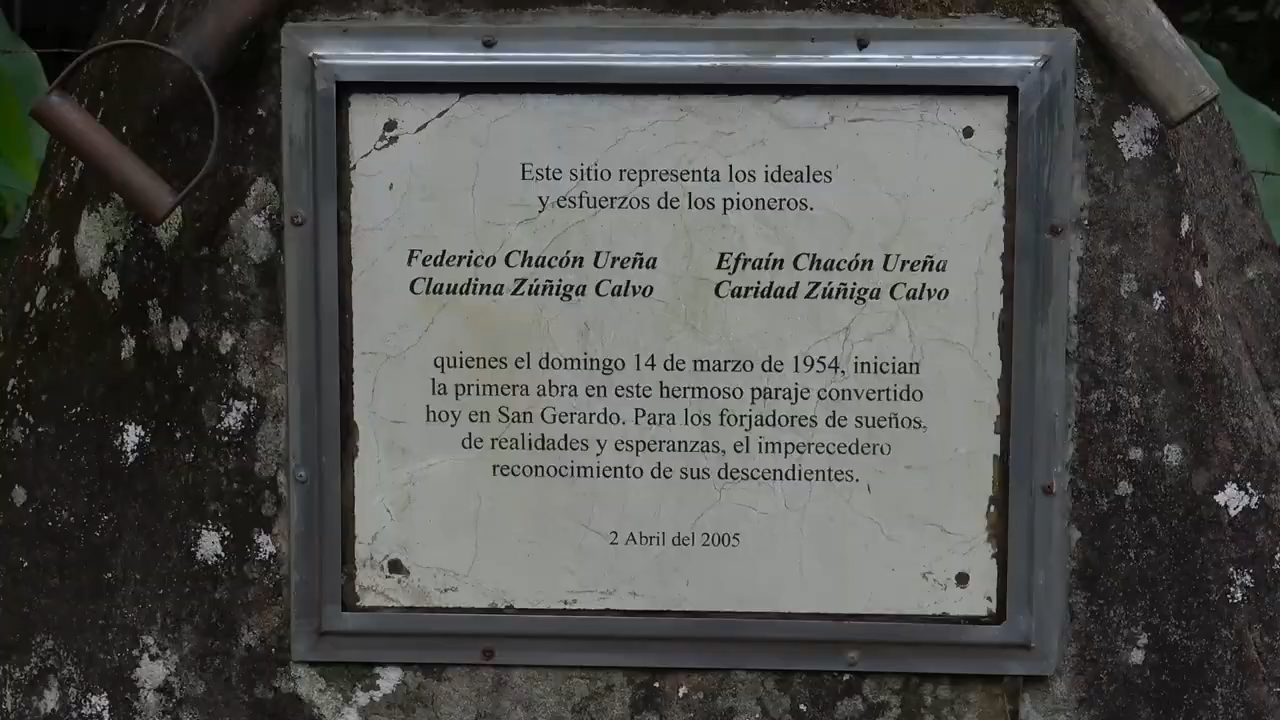 Este sitio representa los ideales
y esfuerzos de los pioneros.
Federico Chacón Ureña Efraín Chacón Ureña
Claudina Zúñiga Calvo Caridad Zúñiga Calvo
quienes el domingo 14 de marzo de 1954, inician
la primera abra en este hermoso paraje convertido
hoy en San Gerardo. Para los forjadores de sueños,
de realidades y esperanzas, el imperecedero
reconocimiento de sus descendientes.
2 Abril del 2005